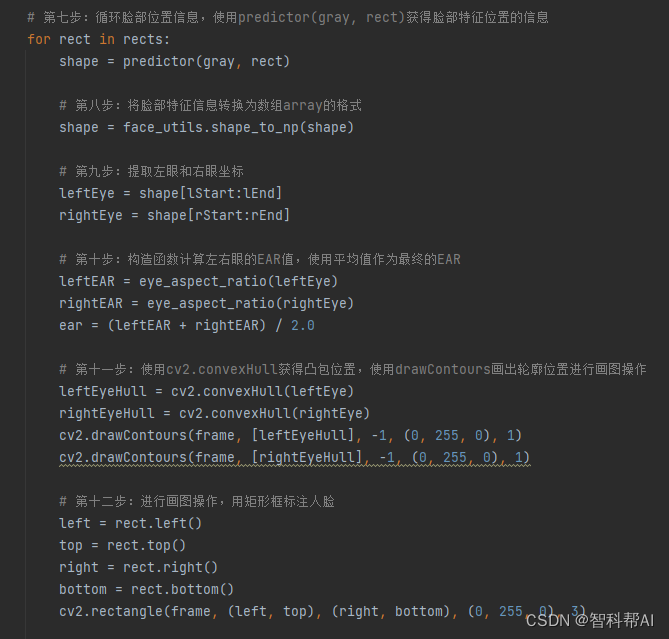 # 第七步：循环脸部位置信息，使用predictor(gray, rect)获得脸部特征位置的信息
for rect in rects:
    shape = predictor(gray, rect)
    # 第八步：将脸部特征信息转换为数组array的格式
    shape = face_utils.shape_to_np(shape)
    # 第九步：提取左眼和右眼坐标
    leftEye = shape[lStart:lEnd]
    rightEye = shape[rStart:rEnd]
    # 第十步：构造函数计算左右眼的EAR值，使用平均值作为最终的EAR
    leftEAR = eye_aspect_ratio(leftEye)
    rightEAR = eye_aspect_ratio(rightEye)
    ear = (leftEAR + rightEAR) / 2.0
    # 第十一步：使用cv2.convexHull获得凸包位置，使用drawContours画出轮廓位置进行画图操作
    leftEyeHull = cv2.convexHull(leftEye)
    rightEyeHull = cv2.convexHull(rightEye)
    cv2.drawContours(frame, [leftEyeHull], -1, (0, 255, 0), 1)
    cv2.drawContours(frame, [rightEyeHull], -1, (0, 255, 0), 1)
    # 第十二步：进行画图操作，用矩形框标注人脸
    left = rect.left()
    top = rect.top()
    right = rect.right()
    bottom = rect.bottom()
    cv2.rectangle(frame, (left, top), (right, bottom), (0, 255, 0), 3)
CSDN @智科帮AI